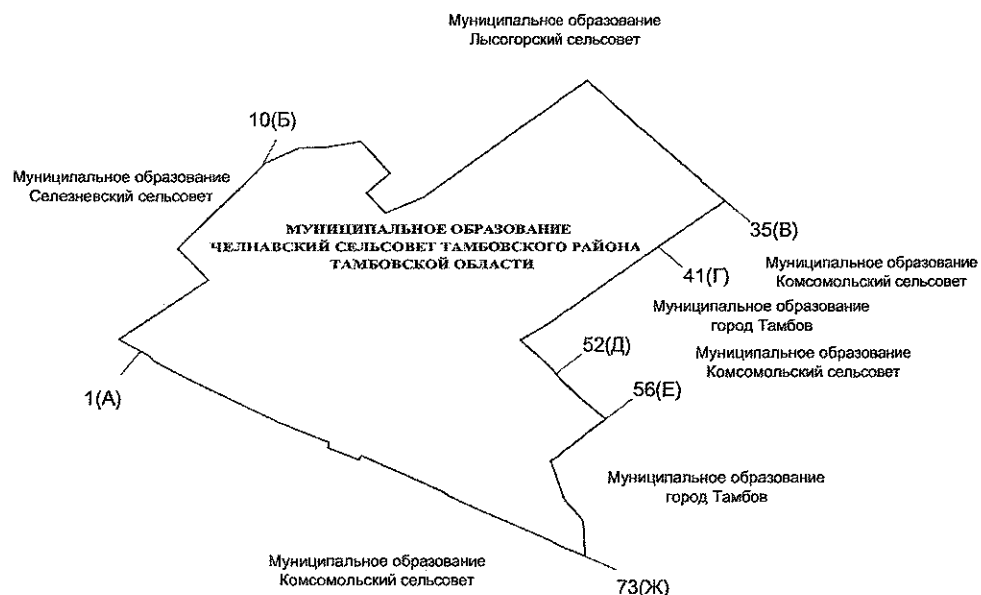 Муниципальное образование
Лысогорский сельсовет
10(Б)
Муниципальное образование
Селезневский сельсовет
МУНИЦИПАЛЬНОЕ ОБРАЗОВАНИЕ
ЧЕЛНАВСКИЙ СЕЛЬСОВЕТ ТАМБОВСКОГО РАЙОНА
ТАМБОВСКОЙ ОБЛАСТИ
35(В)
41(Г)
Муниципальное образование
Комсомольский сельсовет
Муниципальное образование
город Тамбов
52(Д)
Муниципальное образование
Комсомольский сельсовет
56(Е)
1(А)
Муниципальное образование
город Тамбов
Муниципальное образование
Комсомольский сельсовет
73(Ж)